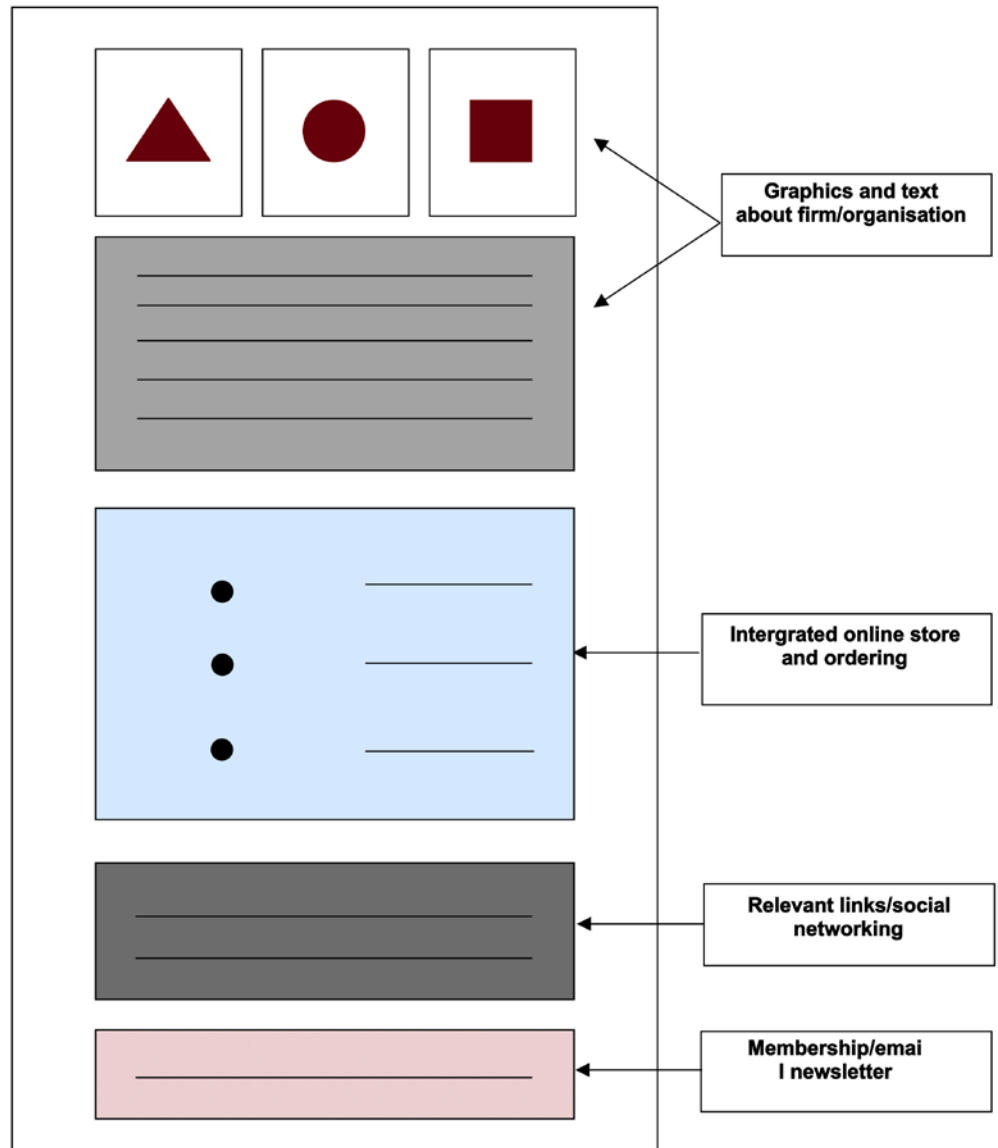 Graphics and text
about firm/organisation
Intergrated online store
and ordering
Relevant links/social
networking
Membership/emai
l newsletter